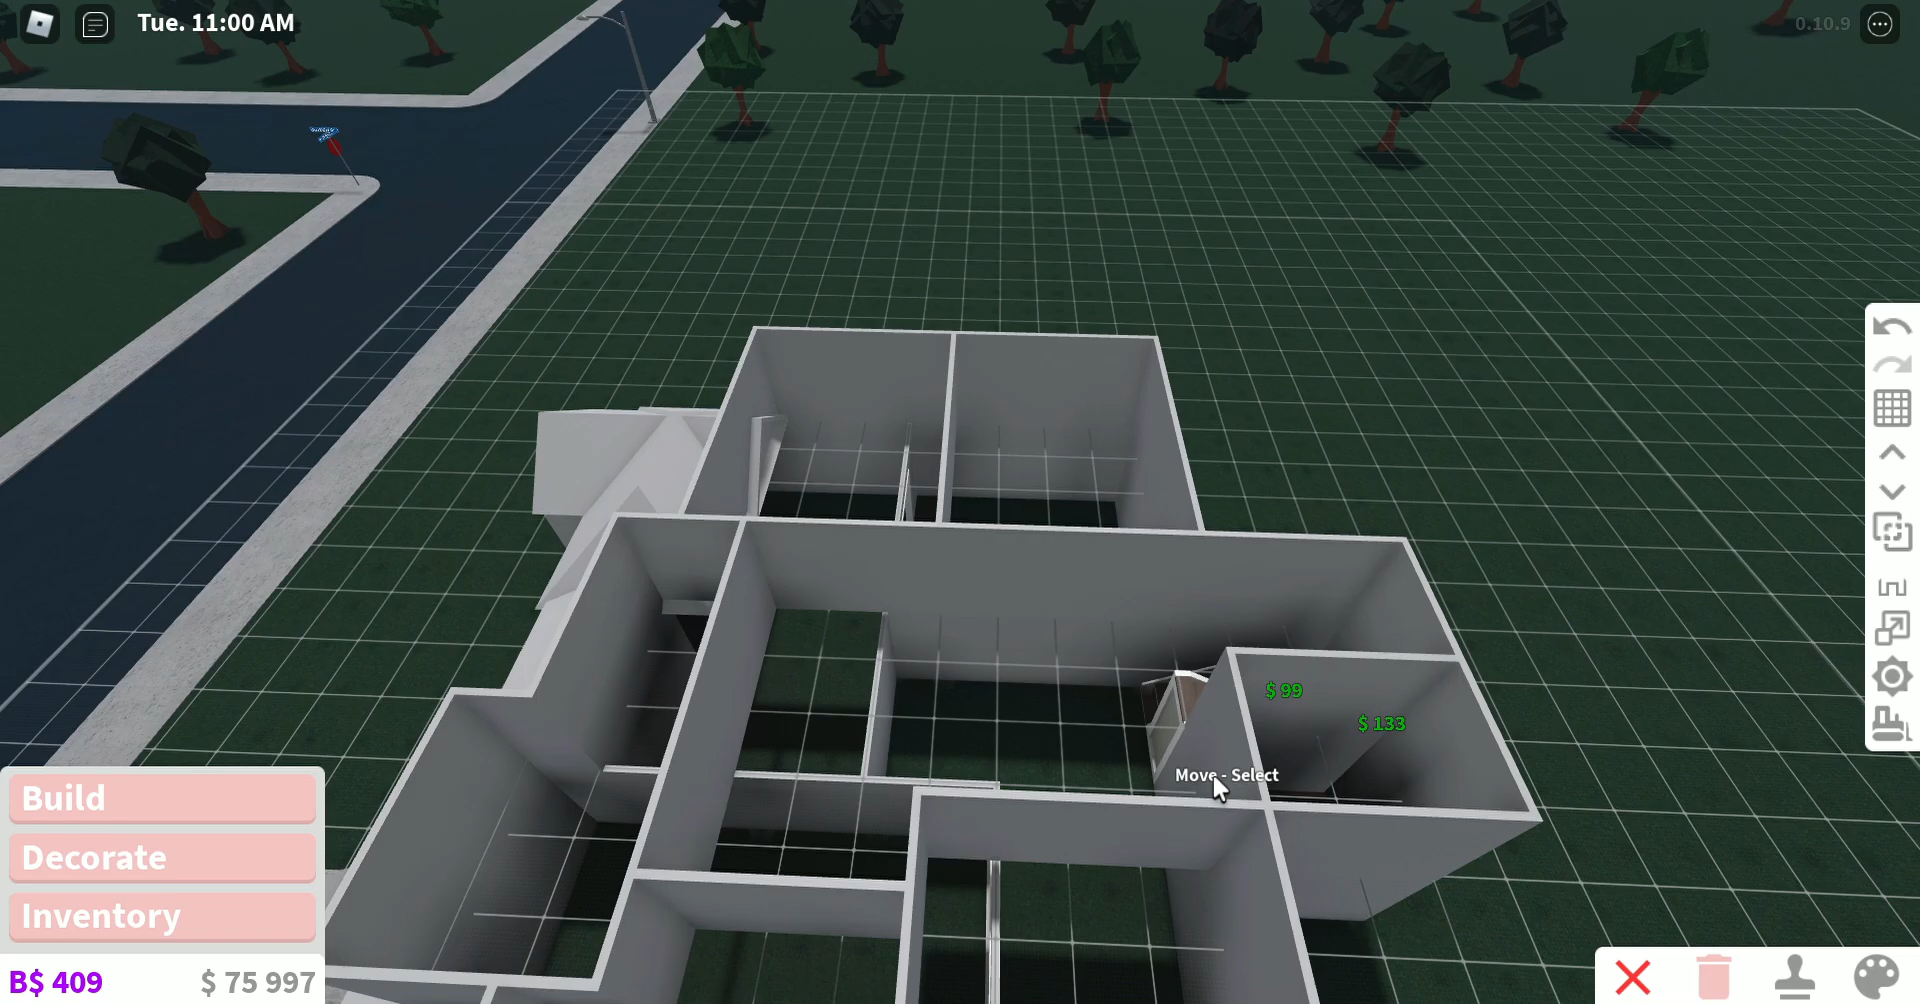 Tue. 11:00 AM
0.10.9
$ 99
$ 133
Move - Select
Build
Decorate
Inventory
B$ 409
$ 75 997